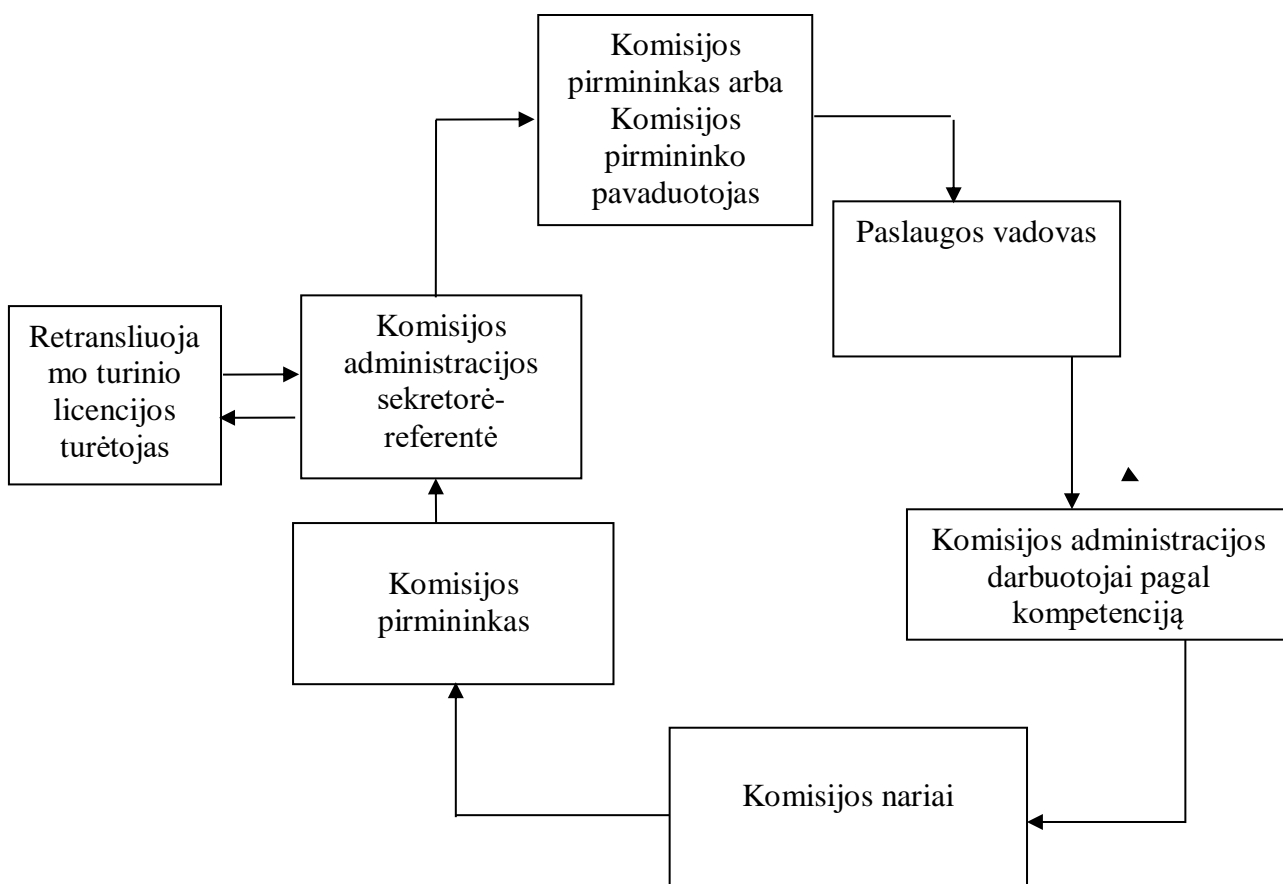 Komisijos
pirmininkas arba
Komisijos
pirmininko
pavaduotojas
Paslaugos vadovas
Retransliuoja
mo turinio
licencijos
turėtojas
Komisijos
administracijos
sekretorė-
referentė
Komisijos administracijos
darbuotojai pagal
kompetenciją
Komisijos
pirmininkas
Komisijos nariai